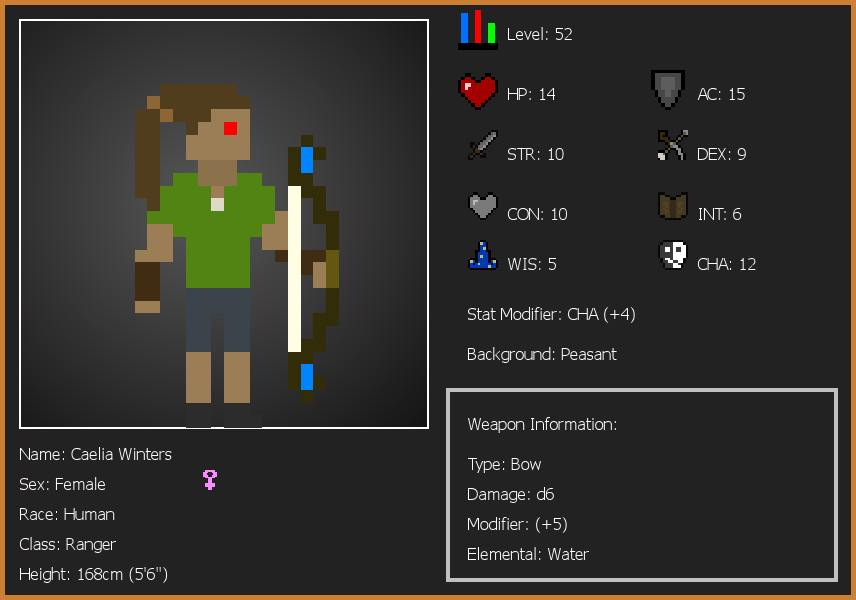 Level: 52
HP: 14
AC: 15
STR: 10
DEX: 9
CON: 10
INT: 6
WIS: 5
CHA: 12
Stat Modifier: CHA (+4)
Background: Peasant
Weapon Information:
Type: Bow
Damage: d6
Modifier: (+5)
Elemental: Water
Name: Caelia Winters
Sex: Female
Race: Human
Class: Ranger
Height: 168cm (5'6")